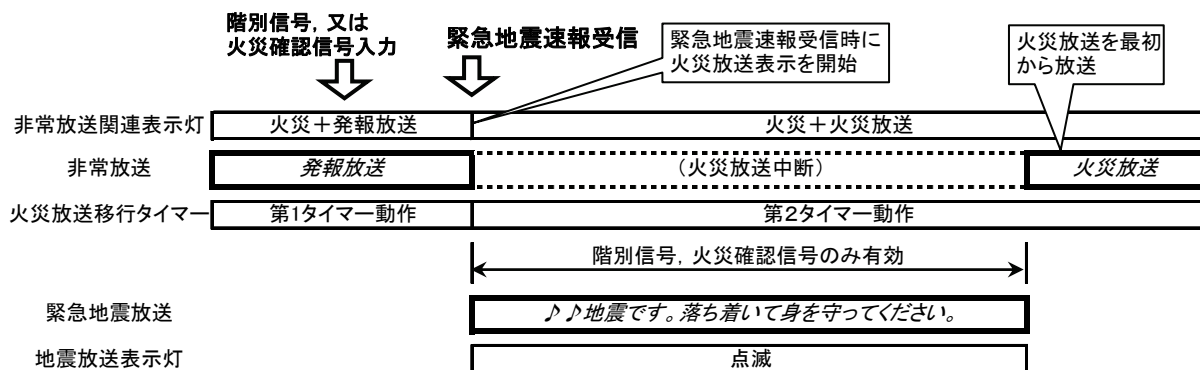 階別信号，又は
火災確認信号入力
緊急地震速報受信
緊急地震速報受信時に
火災放送表示を開始
火災放送を最初
から放送
非常放送関連表示灯
火災＋発報放送
火災＋火災放送
非常放送
発報放送
（火災放送中断）
火災放送
火災放送移行タイマー
第1タイマー動作
第2タイマー動作
階別信号，火災確認信号のみ有効
緊急地震放送
♪♪地震です。落ち着いて身を守ってください。
地震放送表示灯
点滅